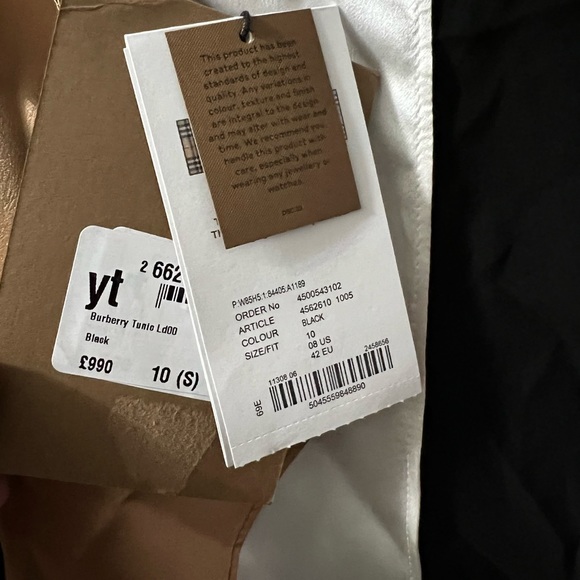 This product has been
created to the highest
standards of design and
quality. Any variations in
colour, texture and finish
are integral to the design
and may alter with wear and
time. We recommend you
handle this product with
care, especially when
wearing any jewellery or
watches.
P:W85H5.1:84405:A1189
ORDER No 4500543102
ARTICLE 4562610 1005
COLOUR BLACK
SIZE/FIT 10
08 US
42 EU
69E
11308 06 2458656
5045559848890
2 662
yt
Burberry Tunic Ld00
Black
£990 10 (S)